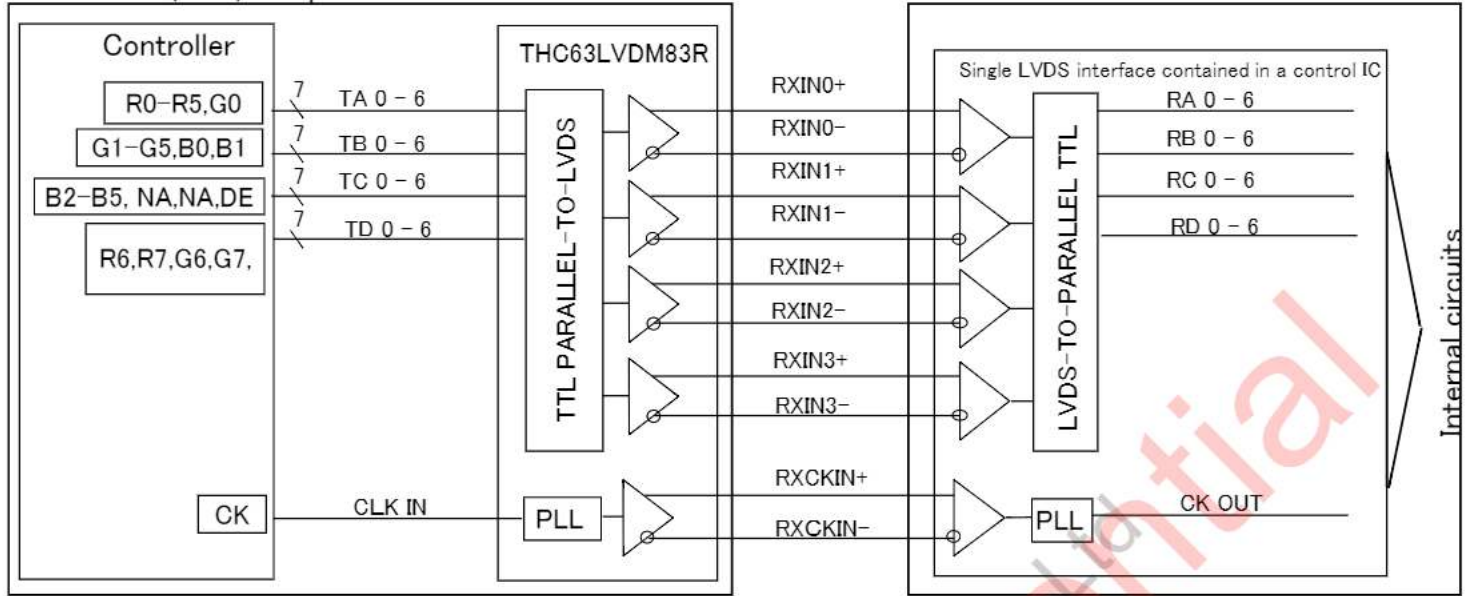 Controller
THC63LVDM83R
Single LVDS interface contained in a control IC
R0-R5,G0
7
TA 0 - 6
G1-G5,B0,B1
7
TB 0 - 6
B2-B5, NA,NA,DE
7
TC 0 - 6
R6,R7,G6,G7,
7
TD 0 - 6
TTL PARALLEL-TO-LVDS
RXIN0+
RXIN0-
RXIN1+
RXIN1-
RXIN2+
RXIN2-
RXIN3+
RXIN3-
LVDS-TO-PARALLEL TTL
RA 0 - 6
RB 0 - 6
RC 0 - 6
RD 0 - 6
Internal circuits
CK
CLK IN
PLL
RXCKIN+
RXCKIN-
PLL
CK OUT
Ltd
ential